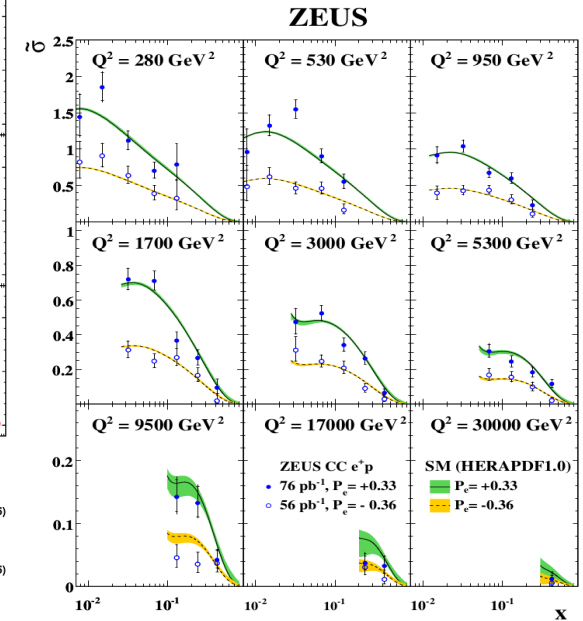 ZEUS
σ̃
Q² = 280 GeV²
Q² = 530 GeV²
Q² = 950 GeV²
2.5
2
1.5
1
0.5
Q² = 1700 GeV²
Q² = 3000 GeV²
Q² = 5300 GeV²
1
0.8
0.6
0.4
0.2
Q² = 9500 GeV²
Q² = 17000 GeV²
Q² = 30000 GeV²
0.2
0.1
0
ZEUS CC e⁺p
76 pb⁻¹, Pₑ= +0.33
56 pb⁻¹, Pₑ= - 0.36
SM (HERAPDF1.0)
Pₑ= +0.33
Pₑ= -0.36
10⁻² 10⁻¹ 10⁻² 10⁻¹ 10⁻² 10⁻¹
x